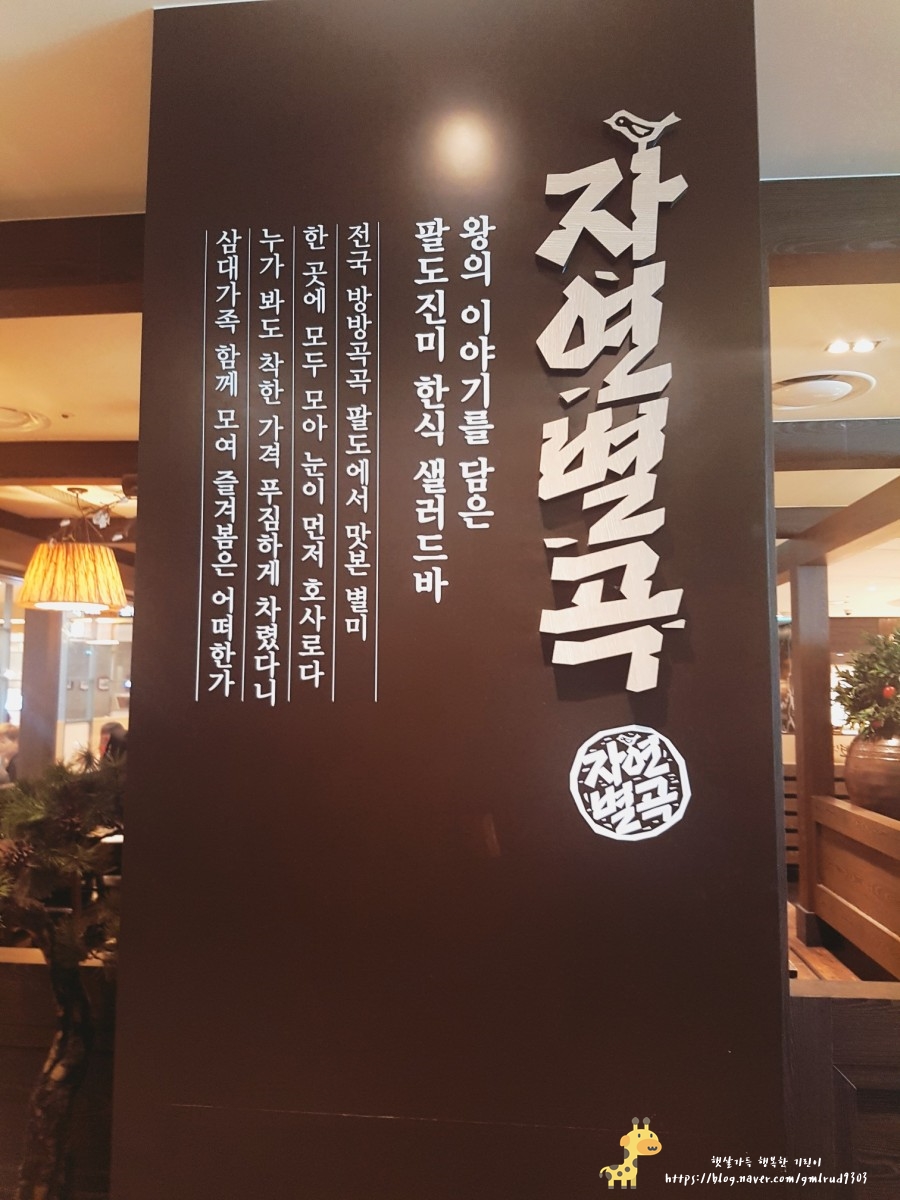 자연별곡
왕의 이야기를 담은
팔도진미 한식 샐러드바
전국 방방곡곡 팔도에서 맛본 별미
한 곳에 모두 모아 눈이 먼저 호사로다
누가 봐도 착한 가격 푸짐하게 차렸다니
삼대가족 함께 모여 즐겨봄은 어떠한가
자연
별곡
햇살가득 행복한 기린이
https://blog.naver.com/gmlrud9303